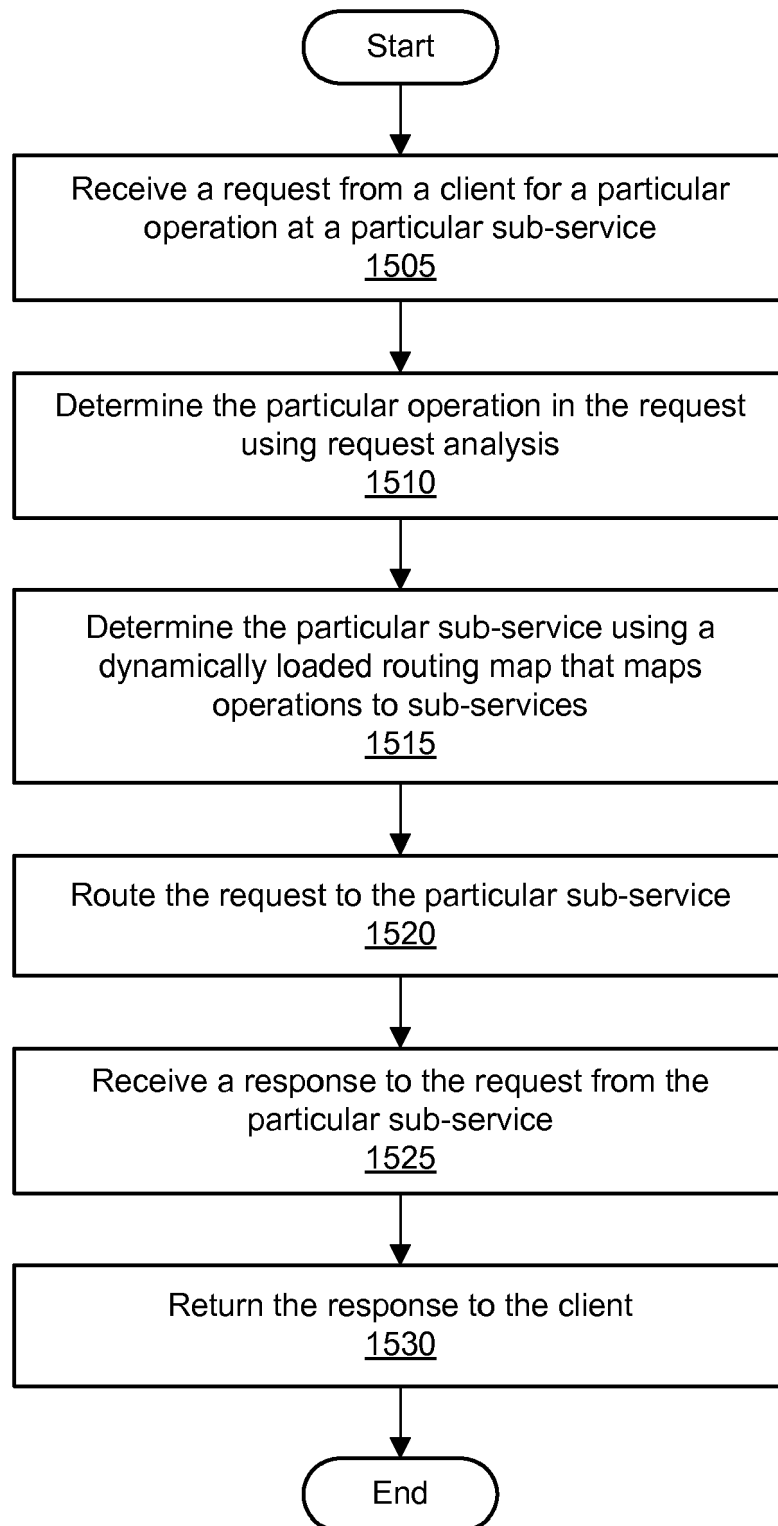 Start
Receive a request from a client for a particular
operation at a particular sub-service
1505
Determine the particular operation in the request
using request analysis
1510
Determine the particular sub-service using a
dynamically loaded routing map that maps
operations to sub-services
1515
Route the request to the particular sub-service
1520
Receive a response to the request from the
particular sub-service
1525
Return the response to the client
1530
End